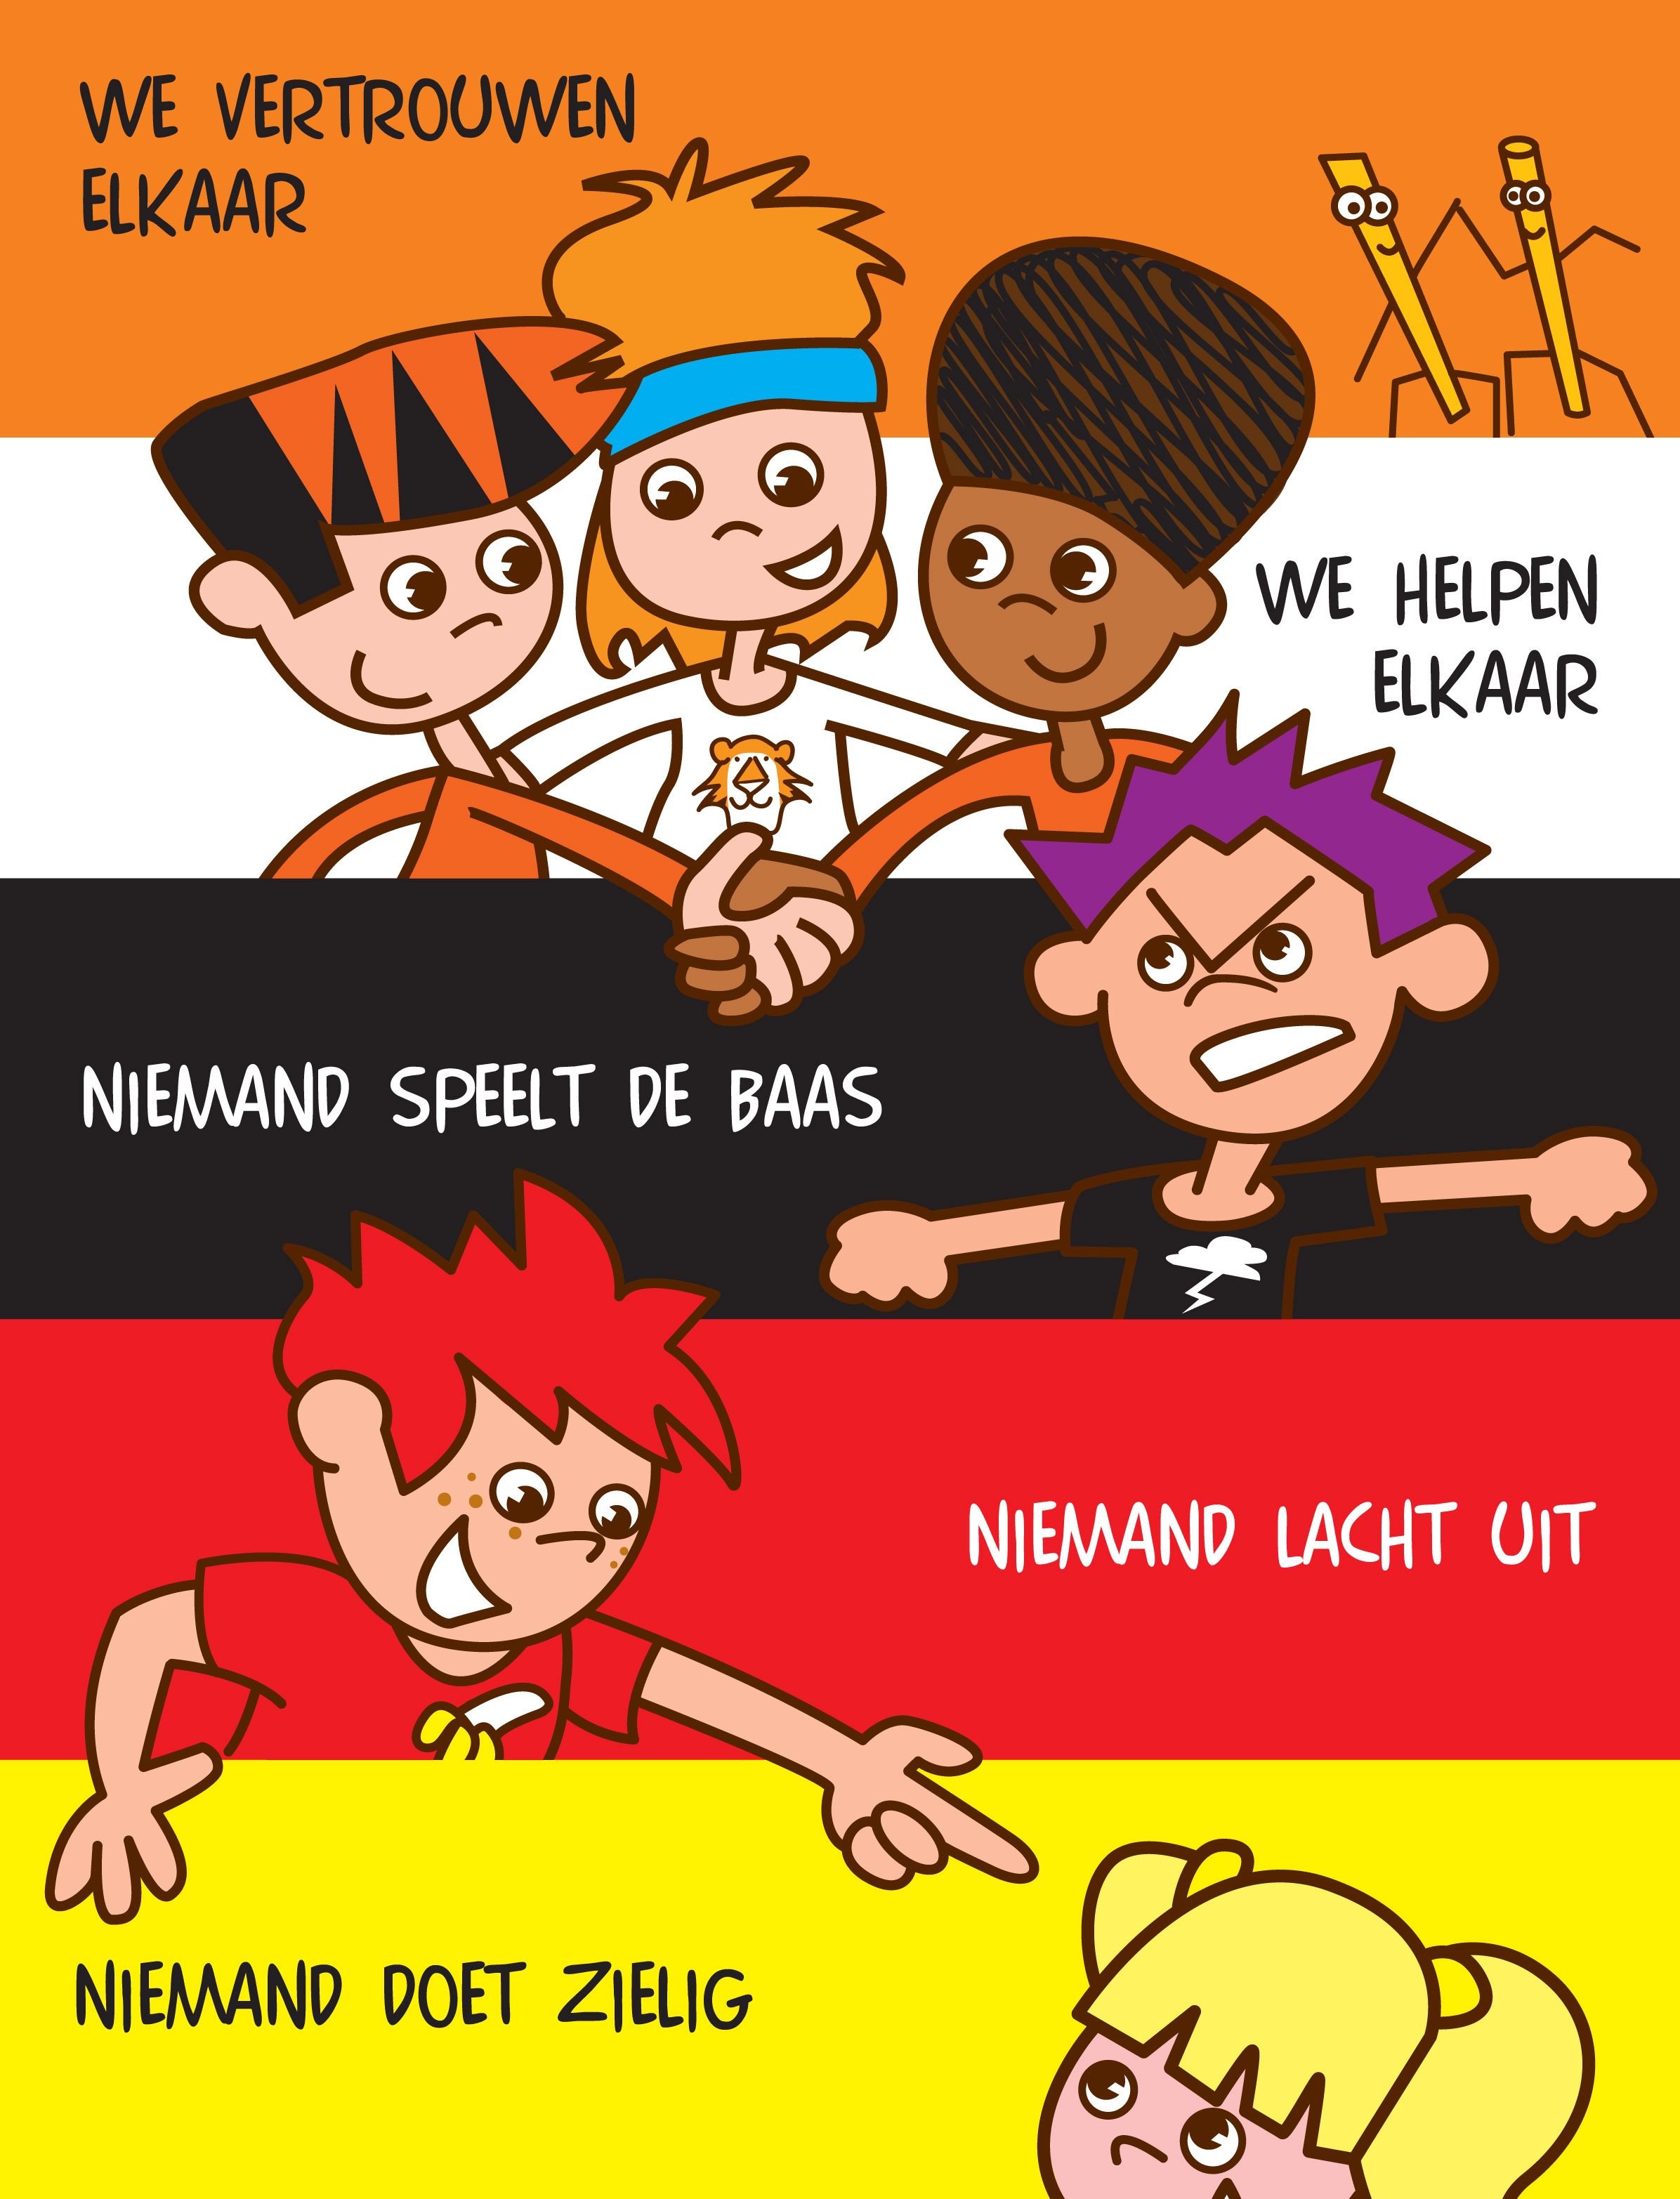 WE VERTROUWEN
ELKAAR
WE HELPEN
ELKAAR
NIEMAND SPEELT DE BAAS
NIEMAND LACHT UIT
NIEMAND DOET ZIELIG